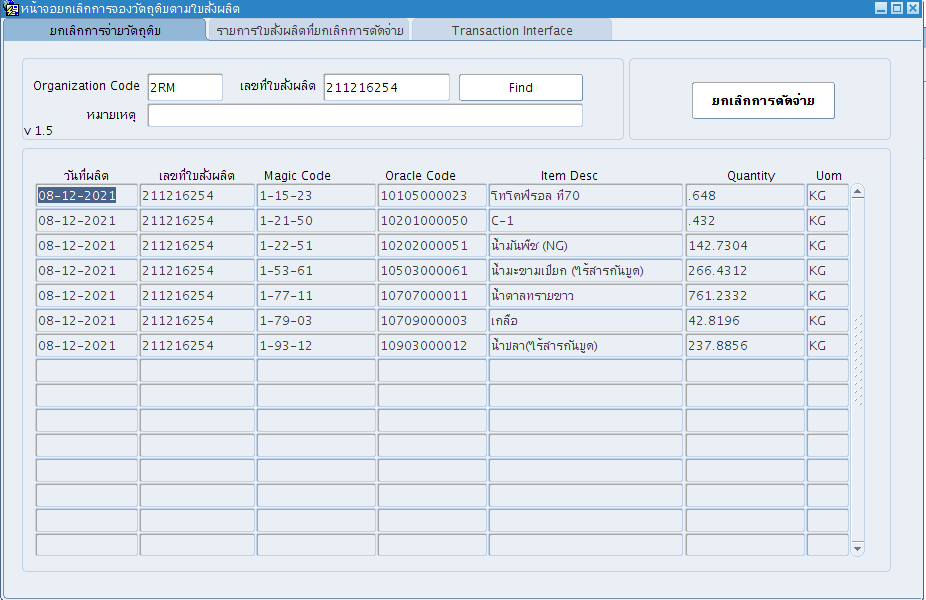 หน้าจอยกเลิกการจองวัตถุดิบตามใบสั่งผลิต
ยกเลิกการจ่ายวัตถุดิบ รายการใบสั่งผลิตที่ยกเลิกการตัดจ่าย Transaction Interface
Organization Code 2RM เลขที่ใบสั่งผลิต 211216254 Find ยกเลิกการตัดจ่าย
หมายเหตุ
v 1.5
วันที่ผลิต เลขที่ใบสั่งผลิต Magic Code Oracle Code Item Desc Quantity Uom
08-12-2021 211216254 1-15-23 10105000023 วิทวิคฟีรอล ที70 .648 KG
08-12-2021 211216254 1-21-50 10201000050 C-1 .432 KG
08-12-2021 211216254 1-22-51 10202000051 น้ำมันพืช (NG) 142.7304 KG
08-12-2021 211216254 1-53-61 10503000061 น้ำมะขามเปียก (ไร้สารกันบูด) 266.4312 KG
08-12-2021 211216254 1-77-11 10707000011 น้ำตาลทรายขาว 761.2332 KG
08-12-2021 211216254 1-79-03 10709000003 เกลือ 42.8196 KG
08-12-2021 211216254 1-93-12 10903000012 น้ำปลา(ไร้สารกันบูด) 237.8856 KG